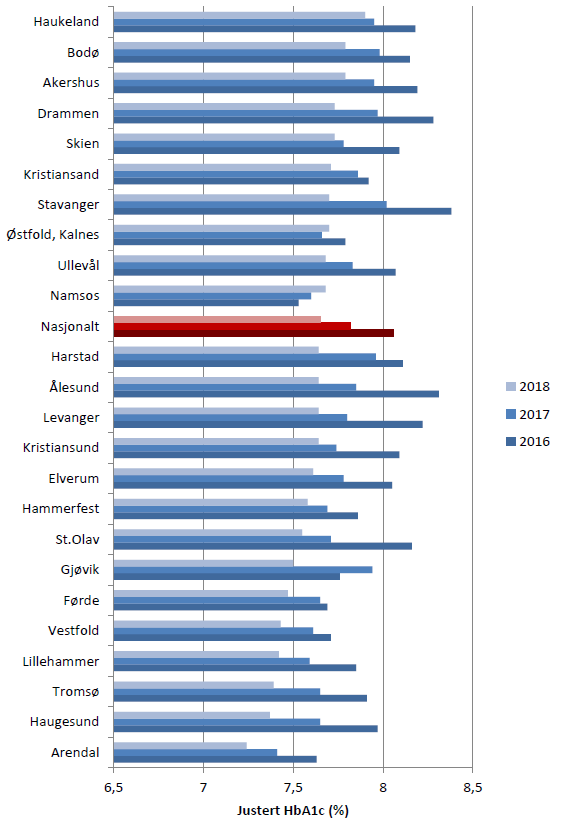 Haukeland
Bodø
Akershus
Drammen
Skien
Kristiansand
Stavanger
Østfold, Kalnes
Ullevål
Namsos
Nasjonalt
Harstad
Ålesund
Levanger
Kristiansund
Elverum
Hammerfest
St.Olav
Gjøvik
Førde
Vestfold
Lillehammer
Tromsø
Haugesund
Arendal
2018
2017
2016
6,5 7 7,5 8 8,5
Justert HbA1c (%)